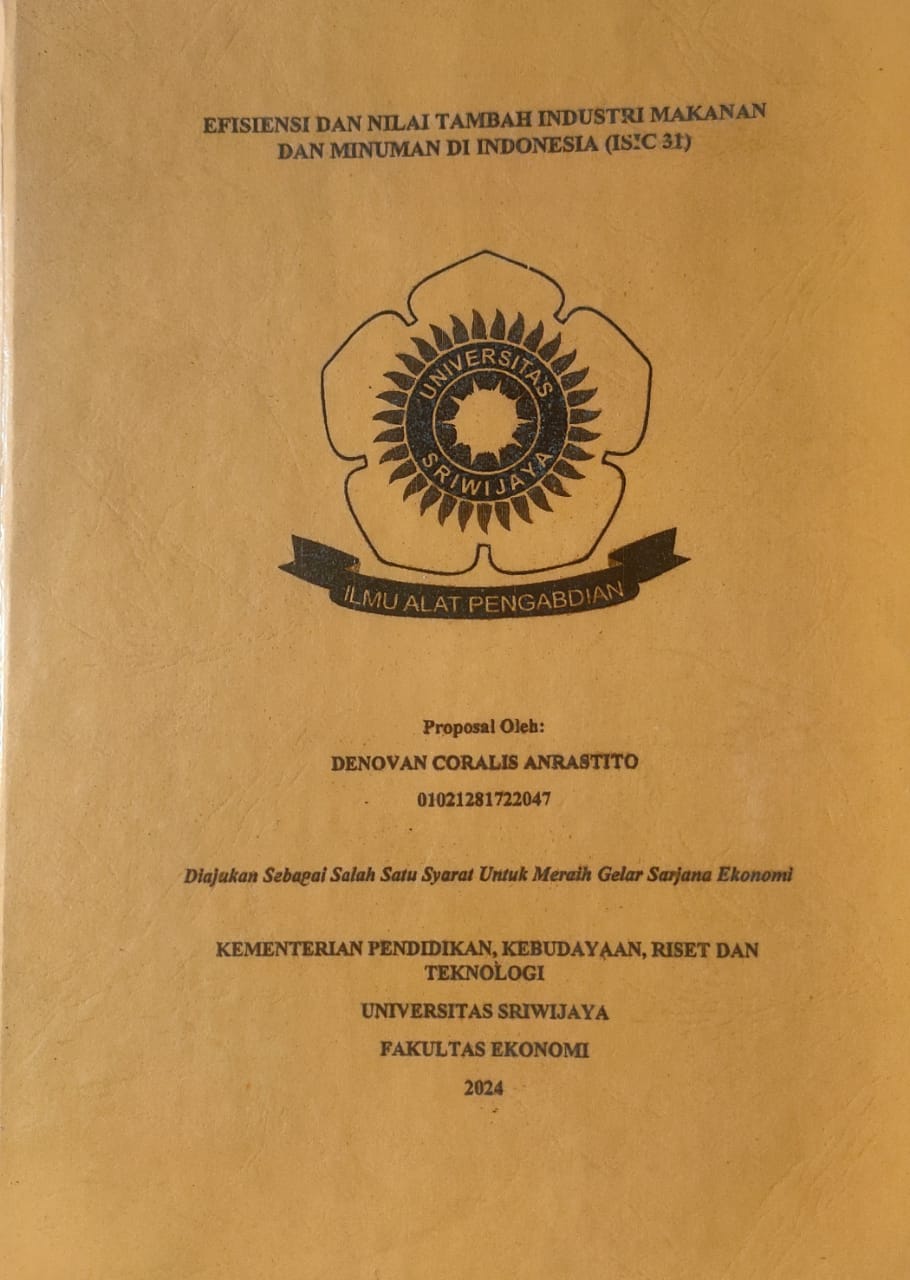 EFISIENSI DAN NILAI TAMBAH INDUSTRI MAKANAN
DAN MINUMAN DI INDONESIA (ISIC 31)
UNIVERSITAS
SRIWIJAYA
ILMU ALAT PENGABDIAN
Proposal Oleh:
DENOVAN CORALIS ANRASTITO
01021281722047
Diajukan Sebagai Salah Satu Syarat Untuk Meraih Gelar Sarjana Ekonomi
KEMENTERIAN PENDIDIKAN, KEBUDAYAAN, RISET DAN
TEKNOLOGI
UNIVERSITAS SRIWIJAYA
FAKULTAS EKONOMI
2024